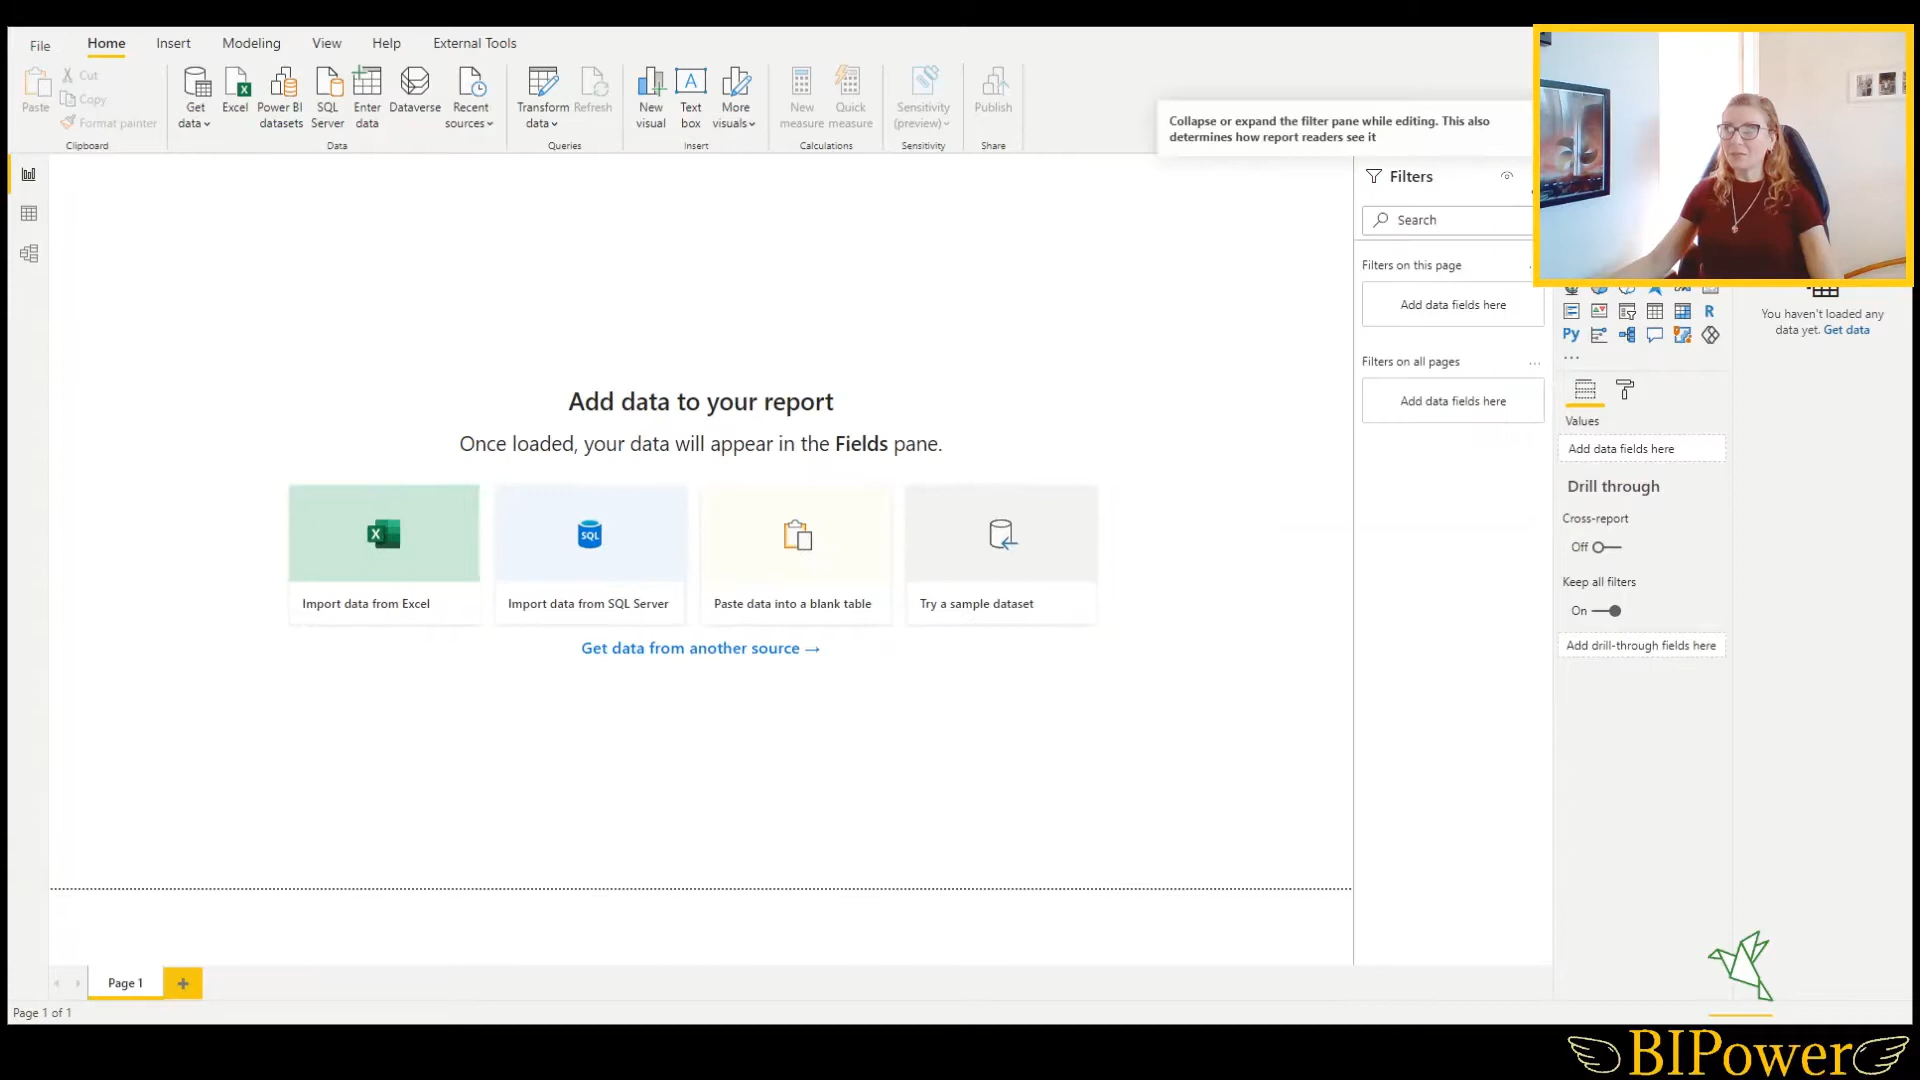 File
Home
Insert
Modeling
View
Help
External Tools
Paste
Cut
Copy
Format painter
Clipboard
Get
data
Excel
Power BI
datasets
SQL
Server
Enter
data
Dataverse
Recent
sources
Data
Transform
data
Refresh
Queries
New
visual
A
Text
box
More
visuals
Insert
New
measure
Quick
measure
Calculations
Sensitivity
(preview)
Sensitivity
Publish
Share
Collapse or expand the filter pane while editing. This also
determines how report readers see it
Filters
Search
Filters on this page
Add data fields here
Filters on all pages
...
Add data fields here
R
Py
...
Values
Add data fields here
Drill through
Cross-report
Off
Keep all filters
On
Add drill-through fields here
You haven't loaded any
data yet. Get data
Add data to your report
Once loaded, your data will appear in the Fields pane.
X
SQL
Import data from Excel
Import data from SQL Server
Paste data into a blank table
Try a sample dataset
Get data from another source →
Page 1
+
Page 1 of 1
BIPower